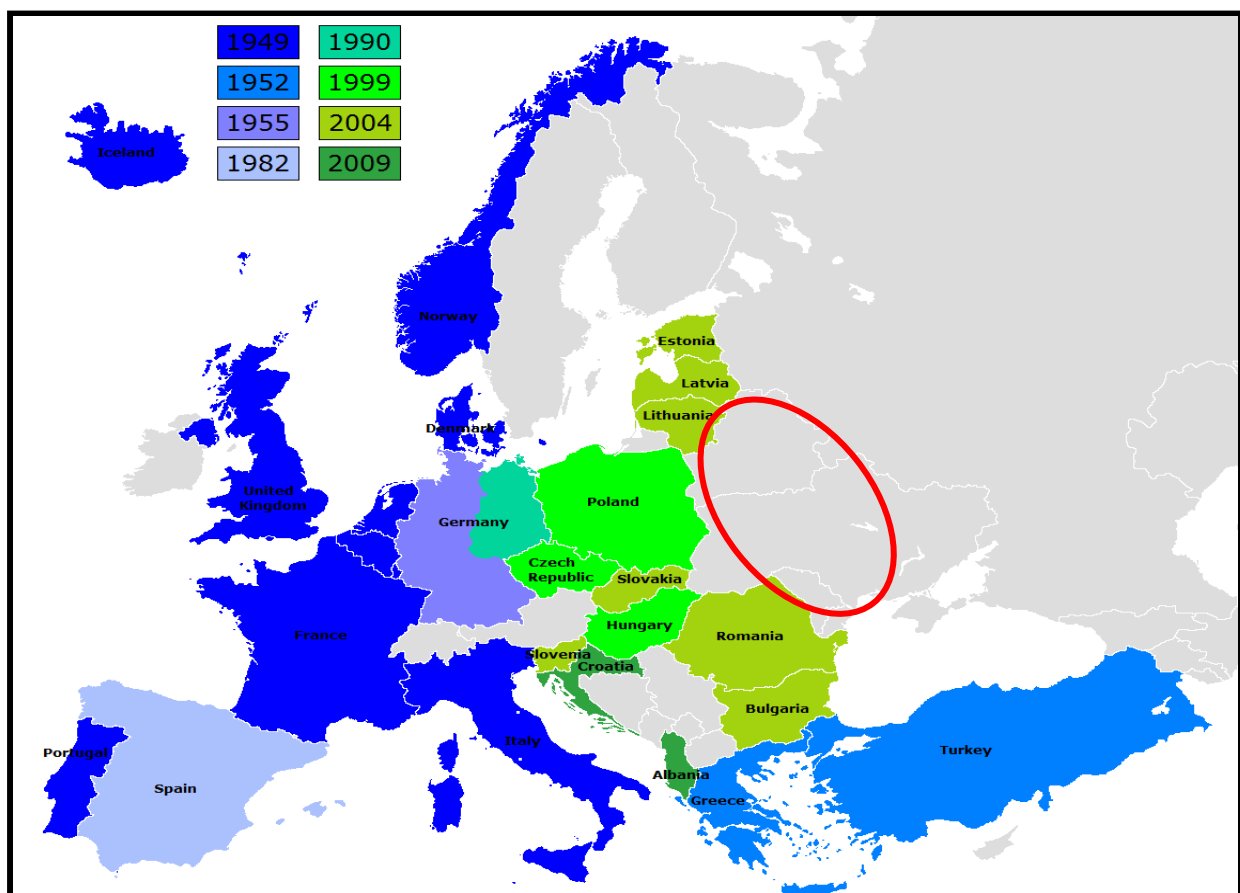 1949 1990
1952 1999
1955 2004
1982 2009
Iceland
Norway
Estonia
Latvia
Lithuania
Denmark
United
Kingdom
Germany
Poland
Czech
Republic
Slovakia
France
Hungary
Romania
Slovenia
Croatia
Bulgaria
Portugal
Italy
Turkey
Albania
Spain
Greece